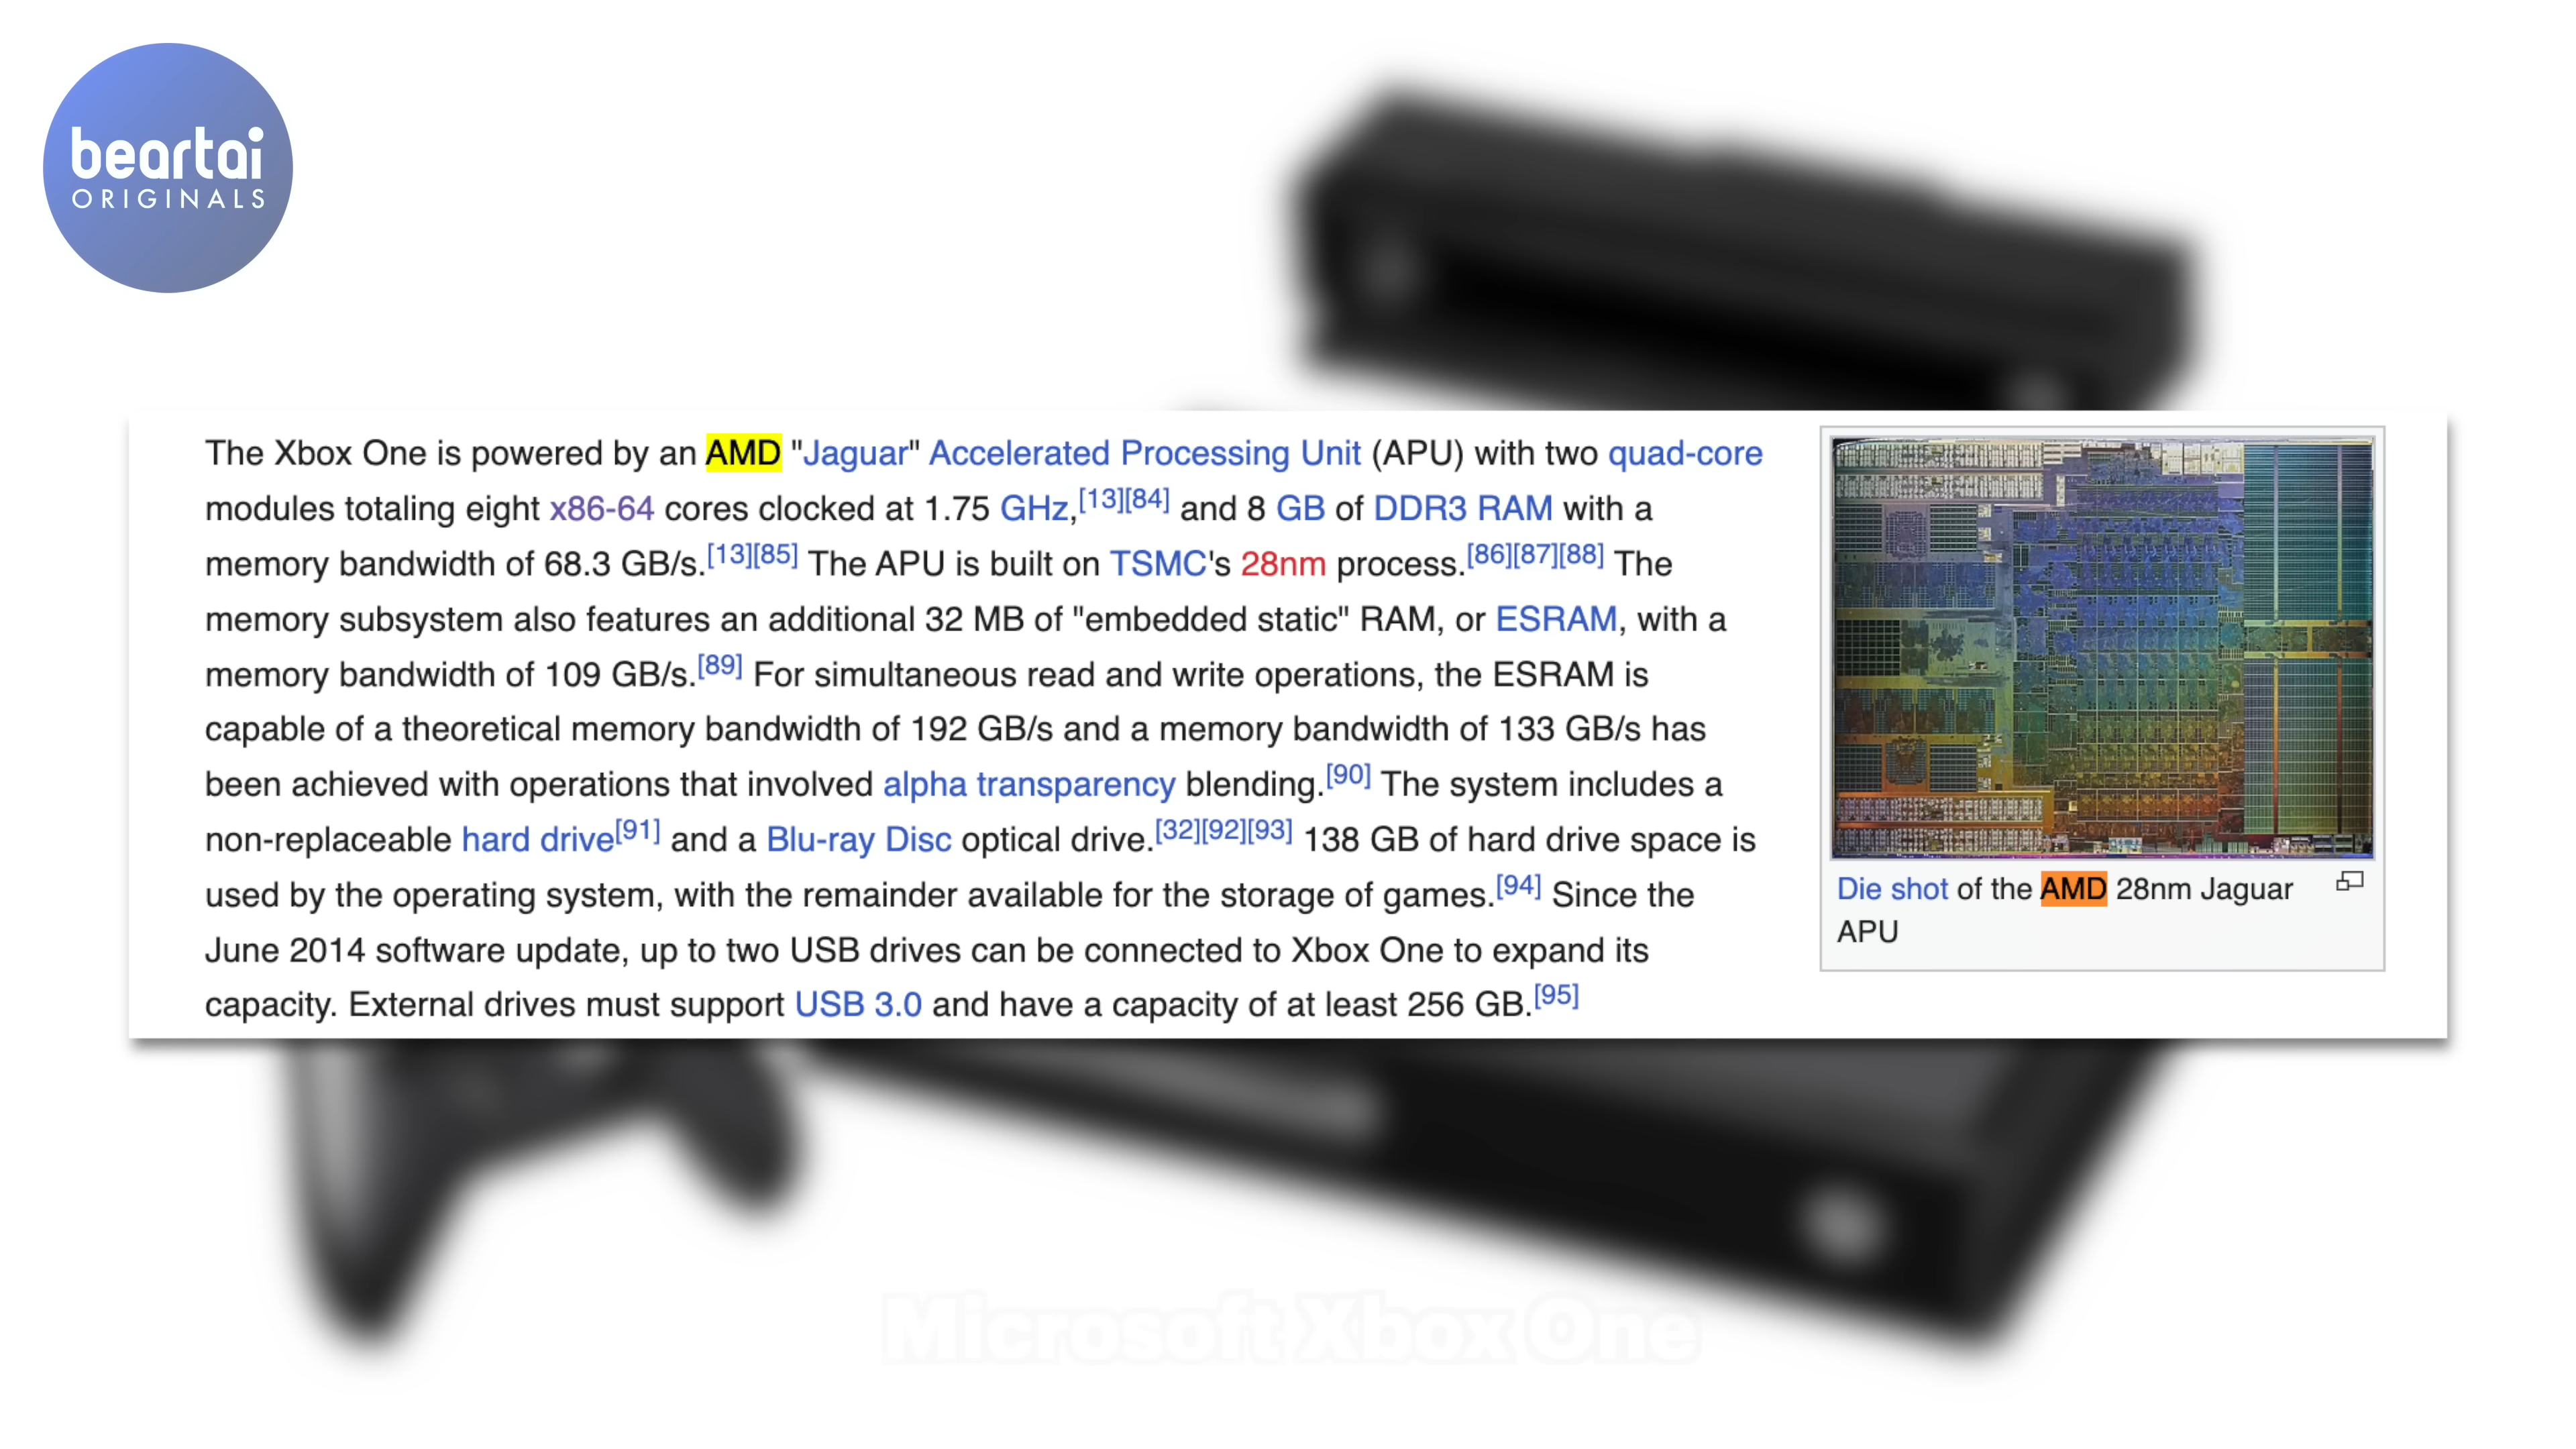 beartai
ORIGINALS
The Xbox One is powered by an AMD "Jaguar" Accelerated Processing Unit (APU) with two quad-core
modules totaling eight x86-64 cores clocked at 1.75 GHz,[13][84] and 8 GB of DDR3 RAM with a
memory bandwidth of 68.3 GB/s.[13][85] The APU is built on TSMC's 28nm process.[86][87][88] The
memory subsystem also features an additional 32 MB of "embedded static" RAM, or ESRAM, with a
memory bandwidth of 109 GB/s.[89] For simultaneous read and write operations, the ESRAM is
capable of a theoretical memory bandwidth of 192 GB/s and a memory bandwidth of 133 GB/s has
been achieved with operations that involved alpha transparency blending.[90] The system includes a
non-replaceable hard drive[91] and a Blu-ray Disc optical drive.[32][92][93] 138 GB of hard drive space is
used by the operating system, with the remainder available for the storage of games.[94] Since the
June 2014 software update, up to two USB drives can be connected to Xbox One to expand its
capacity. External drives must support USB 3.0 and have a capacity of at least 256 GB.[95]
Die shot of the AMD 28nm Jaguar
APU
Microsoft Xbox One